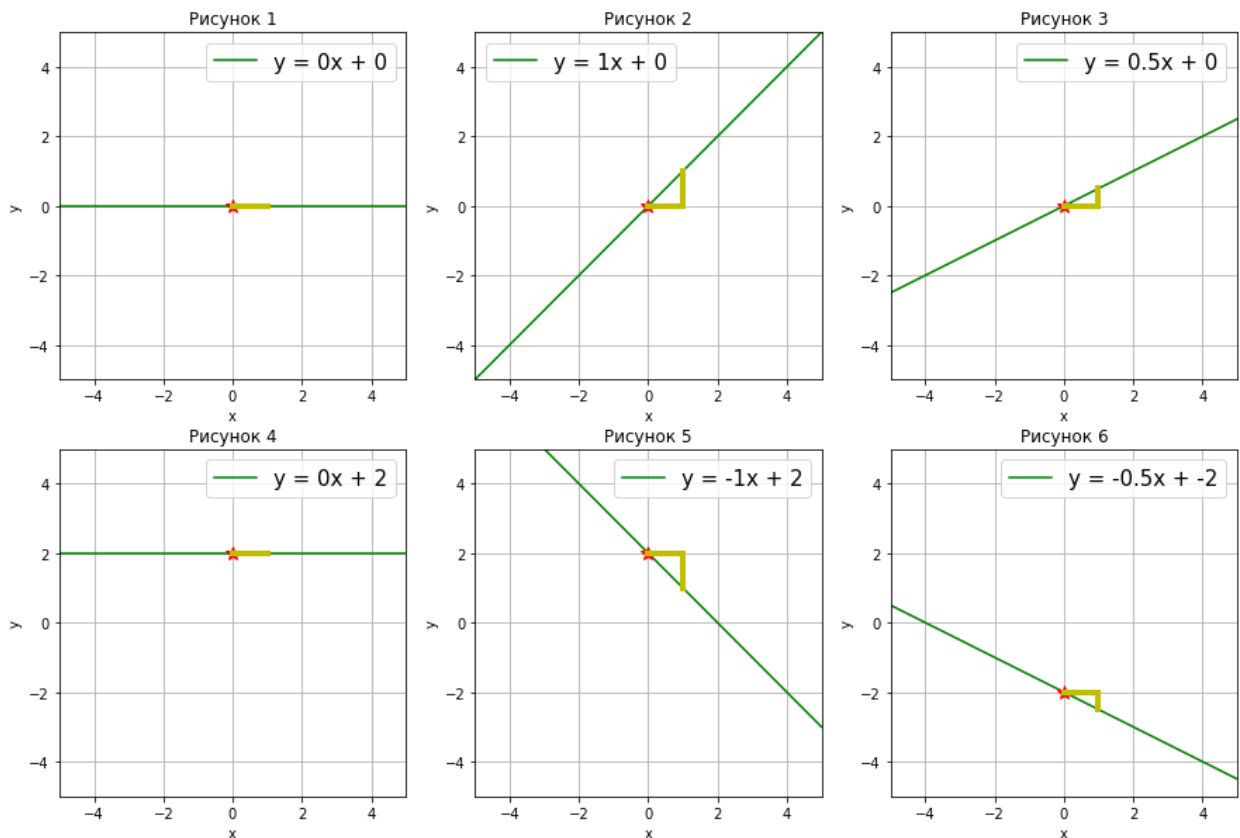 Рисунок 1
y = 0x + 0
4
2
0
−2
−4
y
−4 −2 0 2 4
x
Рисунок 2
y = 1x + 0
4
2
0
−2
−4
y
−4 −2 0 2 4
x
Рисунок 3
y = 0.5x + 0
4
2
0
−2
−4
y
−4 −2 0 2 4
x
Рисунок 4
y = 0x + 2
4
2
0
−2
−4
y
−4 −2 0 2 4
x
Рисунок 5
y = -1x + 2
4
2
0
−2
−4
y
−4 −2 0 2 4
x
Рисунок 6
y = -0.5x + -2
4
2
0
−2
−4
y
−4 −2 0 2 4
x